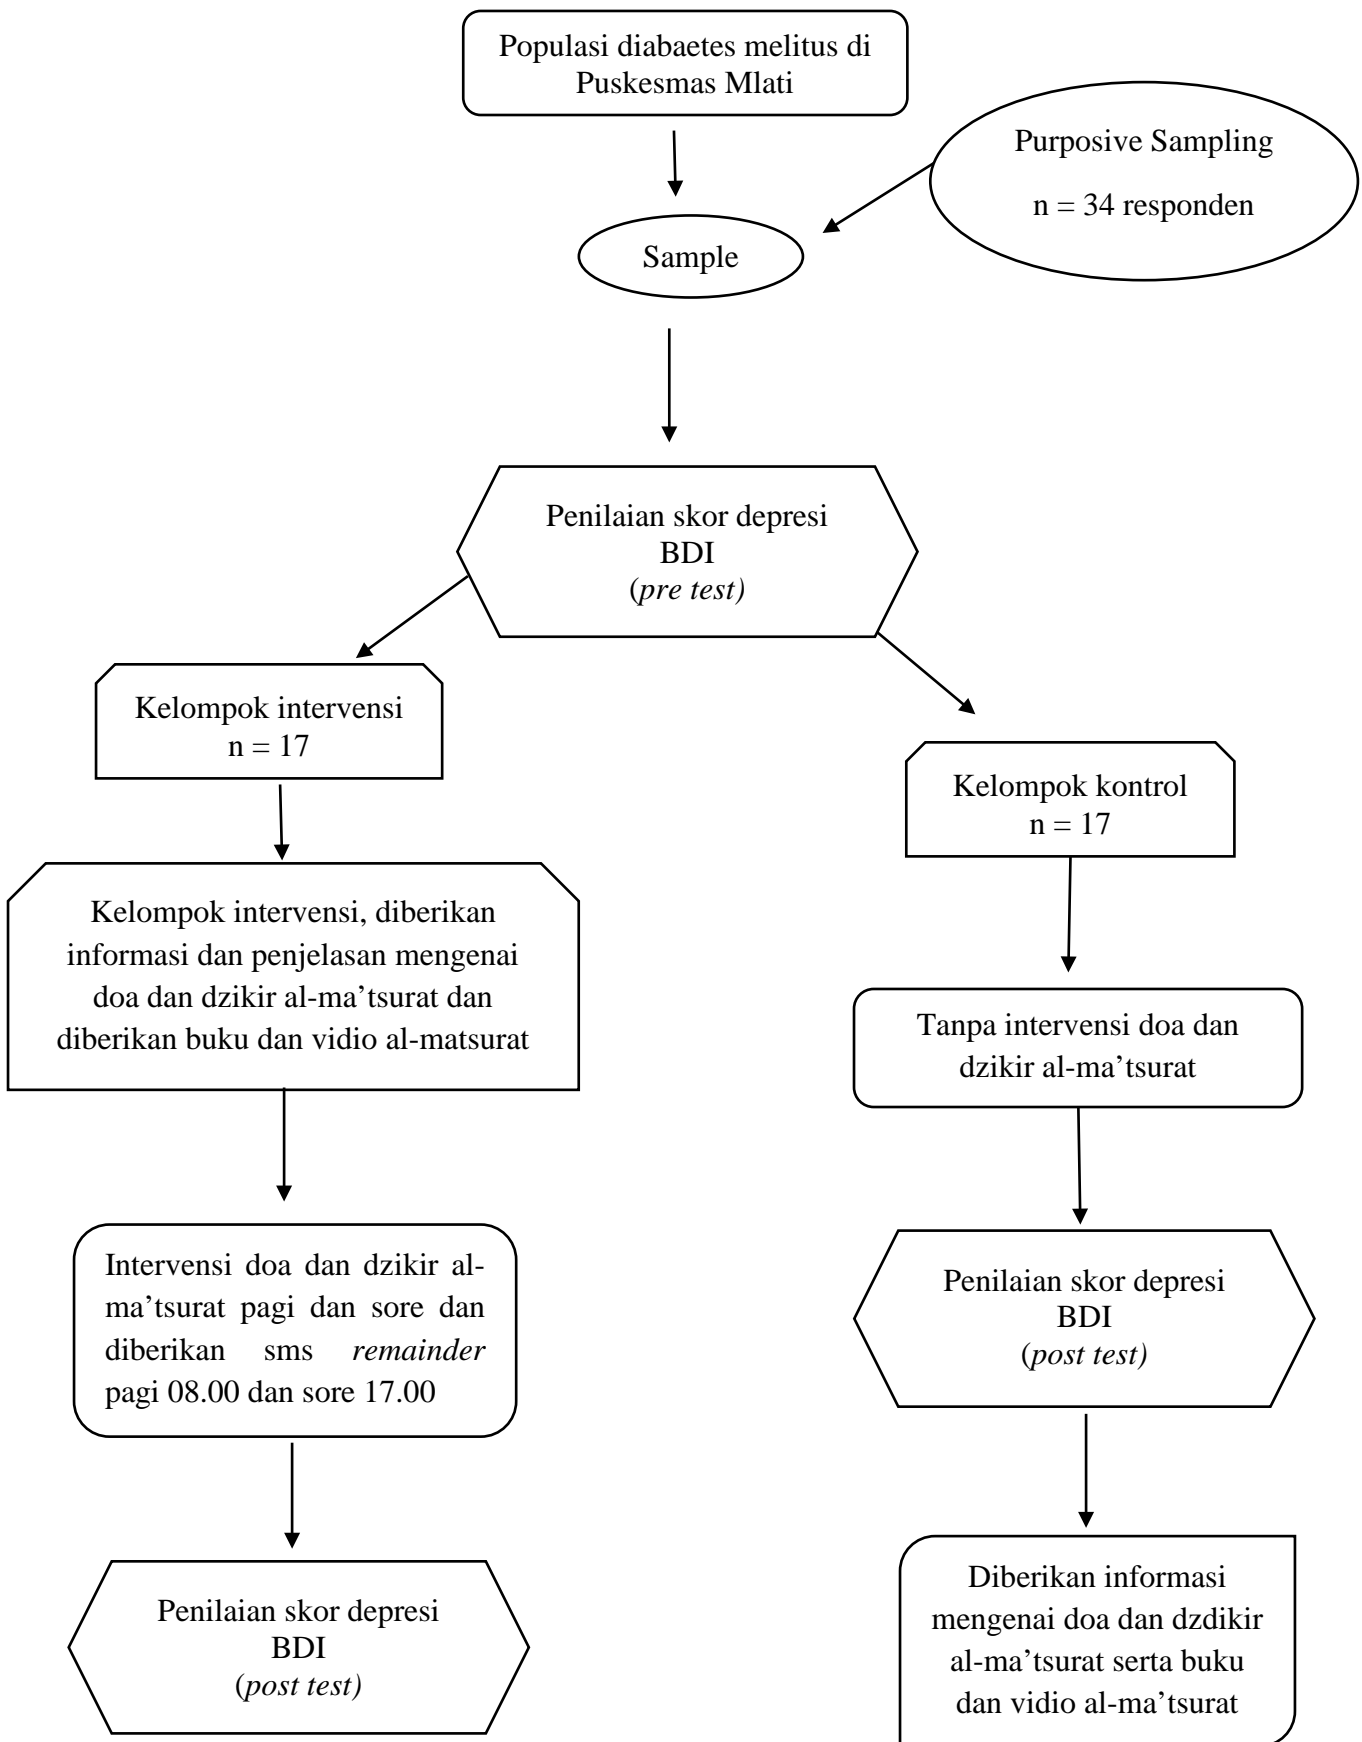 Populasi diabaetes melitus di
Puskesmas Mlati
Purposive Sampling
n = 34 responden
Sample
Penilaian skor depresi
BDI
(pre test)
Kelompok intervensi
n = 17
Kelompok kontrol
n = 17
Kelompok intervensi, diberikan
informasi dan penjelasan mengenai
doa dan dzikir al-ma’tsurat dan
diberikan buku dan vidio al-matsurat
Tanpa intervensi doa dan
dzikir al-ma’tsurat
Intervensi doa dan dzikir al-
ma’tsurat pagi dan sore dan
diberikan sms remainder
pagi 08.00 dan sore 17.00
Penilaian skor depresi
BDI
(post test)
Penilaian skor depresi
BDI
(post test)
Diberikan informasi
mengenai doa dan dzdikir
al-ma’tsurat serta buku
dan vidio al-ma’tsurat